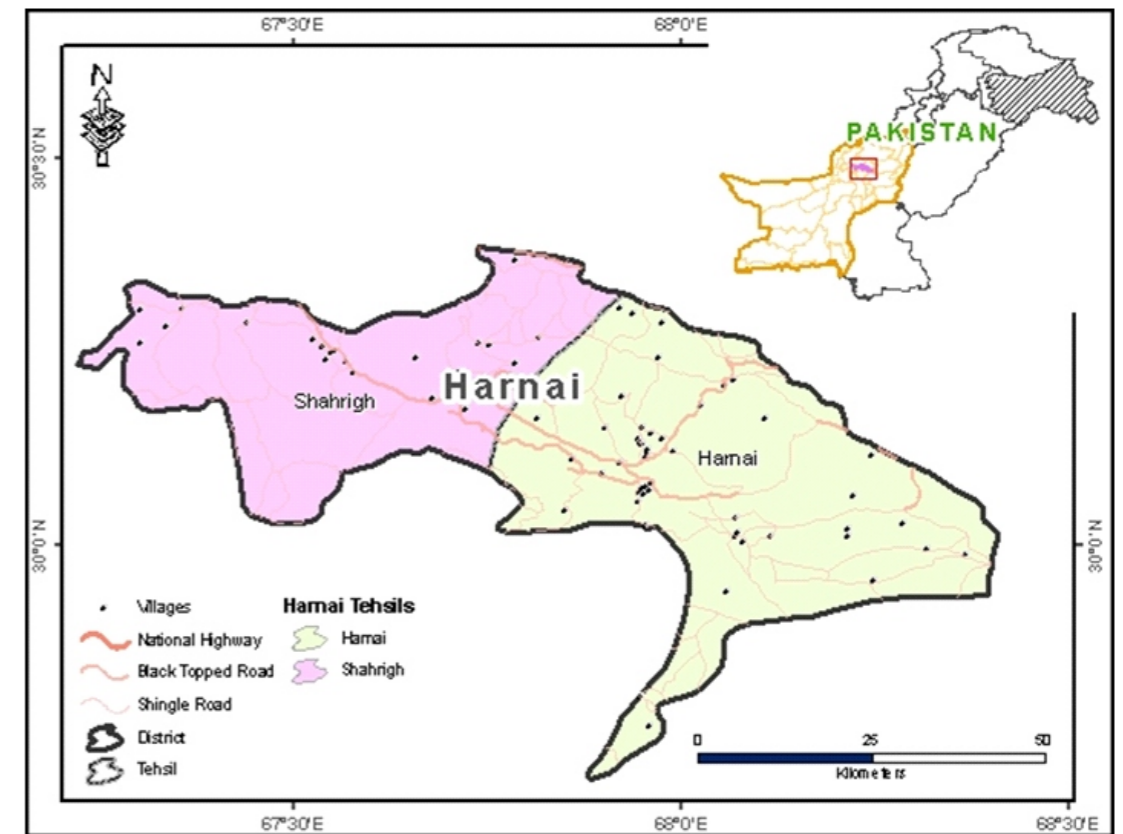 67°30'E 68°0'E
N
PAKISTAN
30°30'N
Harnai
Shahrigh
Harnai
30°0'N 30°0'N
Villages
National Highway
Black Topped Road
Shingle Road
District
Tehsil
Harnai Tehsils
Harnai
Shahrigh
0 25 50
Kilometers
67°30'E 68°0'E 68°30'E